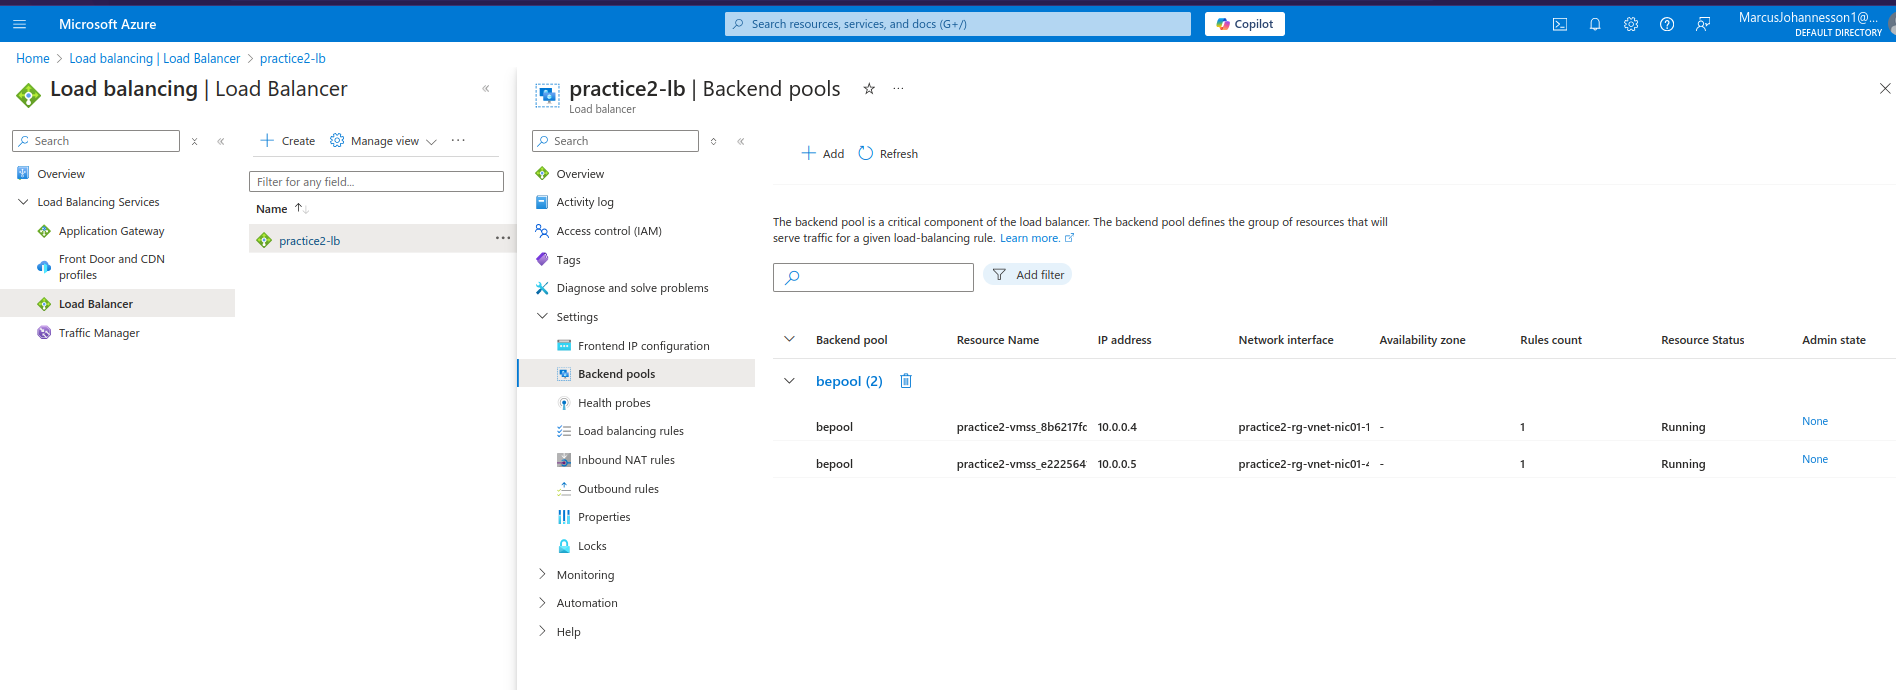 Microsoft Azure
Search resources, services, and docs (G+/)
Copilot
MarcusJohannesson1@...
DEFAULT DIRECTORY
Home > Load balancing | Load Balancer > practice2-lb
Load balancing | Load Balancer
Search
Overview
Load Balancing Services
Application Gateway
Front Door and CDN
profiles
Load Balancer
Traffic Manager
Create
Manage view
Filter for any field...
Name
practice2-lb
practice2-lb | Backend pools
Load balancer
Search
Overview
Activity log
Access control (IAM)
Tags
Diagnose and solve problems
Settings
Frontend IP configuration
Backend pools
Health probes
Load balancing rules
Inbound NAT rules
Outbound rules
Properties
Locks
Monitoring
Automation
Help
Add
Refresh
The backend pool is a critical component of the load balancer. The backend pool defines the group of resources that will
serve traffic for a given load-balancing rule. Learn more.
Add filter
Backend pool Resource Name IP address Network interface Availability zone Rules count Resource Status Admin state
bepool (2)
bepool practice2-vmss_8b6217fc 10.0.0.4 practice2-rg-vnet-nic01-1 - 1 Running None
bepool practice2-vmss_e222564 10.0.0.5 practice2-rg-vnet-nic01-4 - 1 Running None